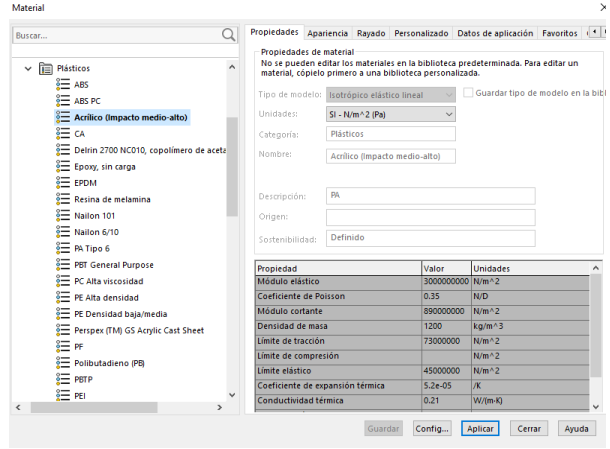 Material
Buscar...
Plásticos
ABS
ABS PC
Acrílico (Impacto medio-alto)
CA
Delrin 2700 NC010, copolímero de aceta
Epoxy, sin carga
EPDM
Resina de melamina
Nailon 101
Nailon 6/10
PA Tipo 6
PBT General Purpose
PC Alta viscosidad
PE Alta densidad
PE Densidad baja/media
Perspex (TM) GS Acrylic Cast Sheet
PF
Polibutadieno (PB)
PBTP
PEI
Propiedades Apariencia Rayado Personalizado Datos de aplicación Favoritos
Propiedades de material
No se pueden editar los materiales en la biblioteca predeterminada. Para editar un
material, cópielo primero a una biblioteca personalizada.
Tipo de modelo: Isotrópico elástico lineal Guardar tipo de modelo en la bibl
Unidades: SI - N/m^2 (Pa)
Categoría: Plásticos
Nombre: Acrílico (Impacto medio-alto)
Descripción: PA
Origen:
Sostenibilidad: Definido
Propiedad Valor Unidades
Módulo elástico 3000000000 N/m^2
Coeficiente de Poisson 0.35 N/D
Módulo cortante 890000000 N/m^2
Densidad de masa 1200 kg/m^3
Límite de tracción 73000000 N/m^2
Límite de compresión N/m^2
Límite elástico 45000000 N/m^2
Coeficiente de expansión térmica 5.2e-05 /K
Conductividad térmica 0.21 W/(m·K)
Guardar Config... Aplicar Cerrar Ayuda